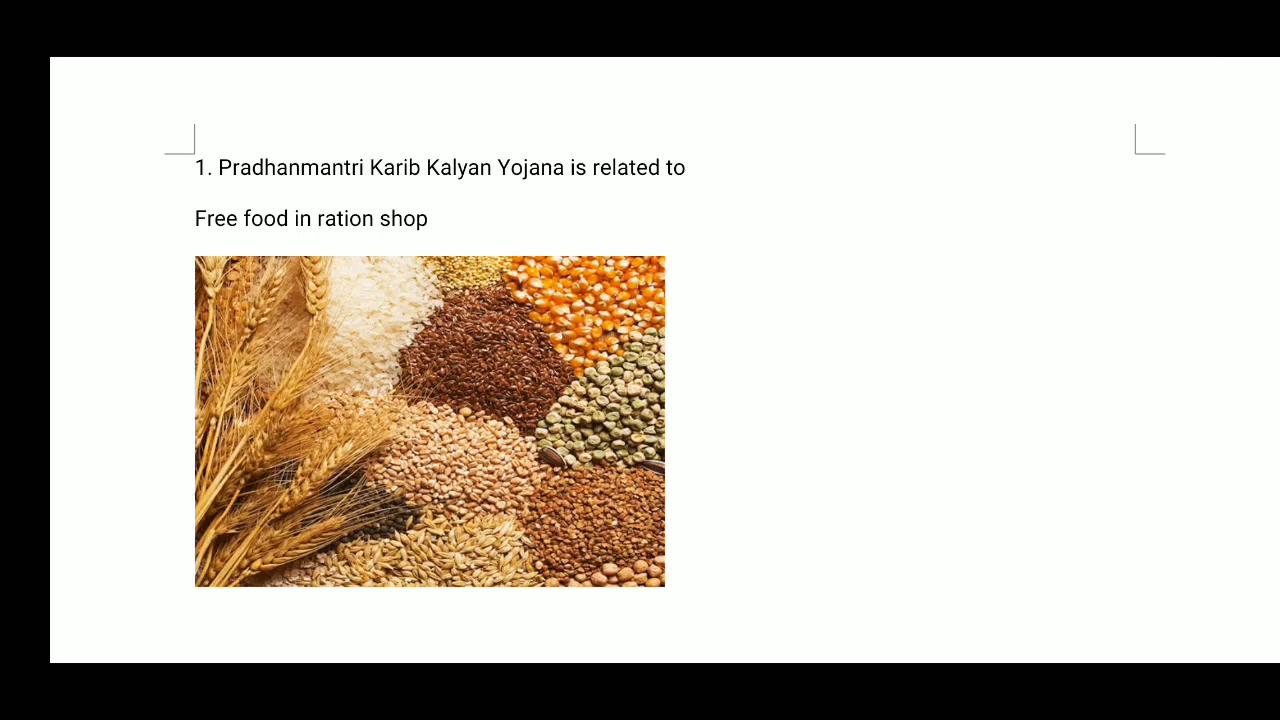 1. Pradhanmantri Karib Kalyan Yojana is related to
Free food in ration shop